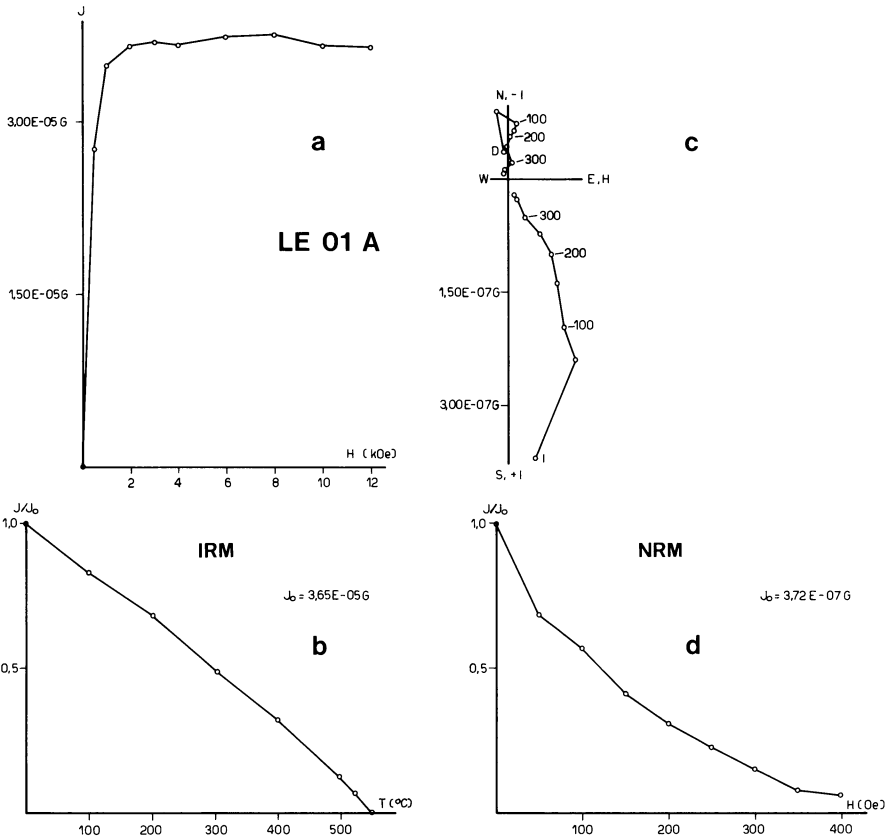 J
3,00E-05G
a
LE 01 A
1,50E-05G
H (kOe)
2 4 6 8 10 12
N, -I
100
200
D
300
c
W E,H
300
200
1,50E-07G
100
3,00E-07G
I
S, +I
J/J₀
1,0
IRM
J₀ = 3,65E-05G
b
0,5
T (°C)
100 200 300 400 500
J/J₀
1,0
NRM
J₀ = 3,72E-07G
d
0,5
H (Oe)
100 200 300 400